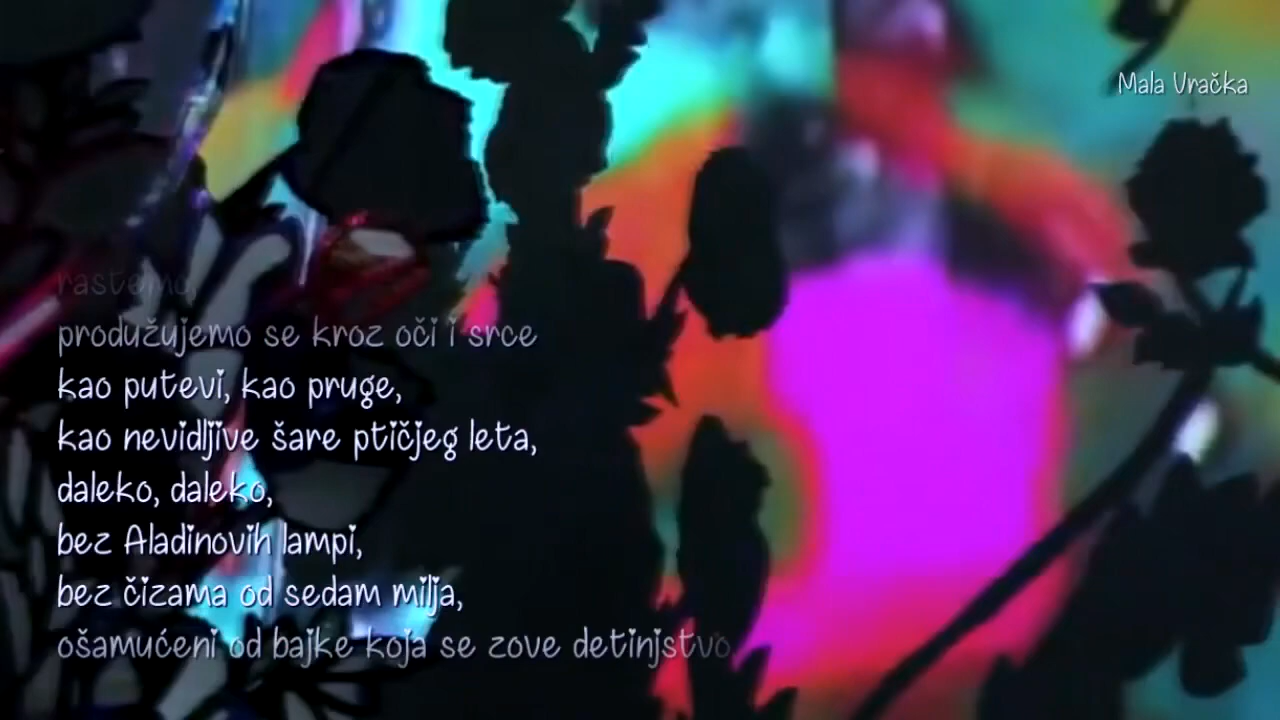 Mala Vračka
rastemo,
produžujemo se kroz oči i srce
kao putevi, kao pruge,
kao nevidljive šare ptičjeg leta,
daleko, daleko,
bez Aladinovih lampi,
bez čizama od sedam milja,
ošamućeni od bajke koja se zove detinjstvo.